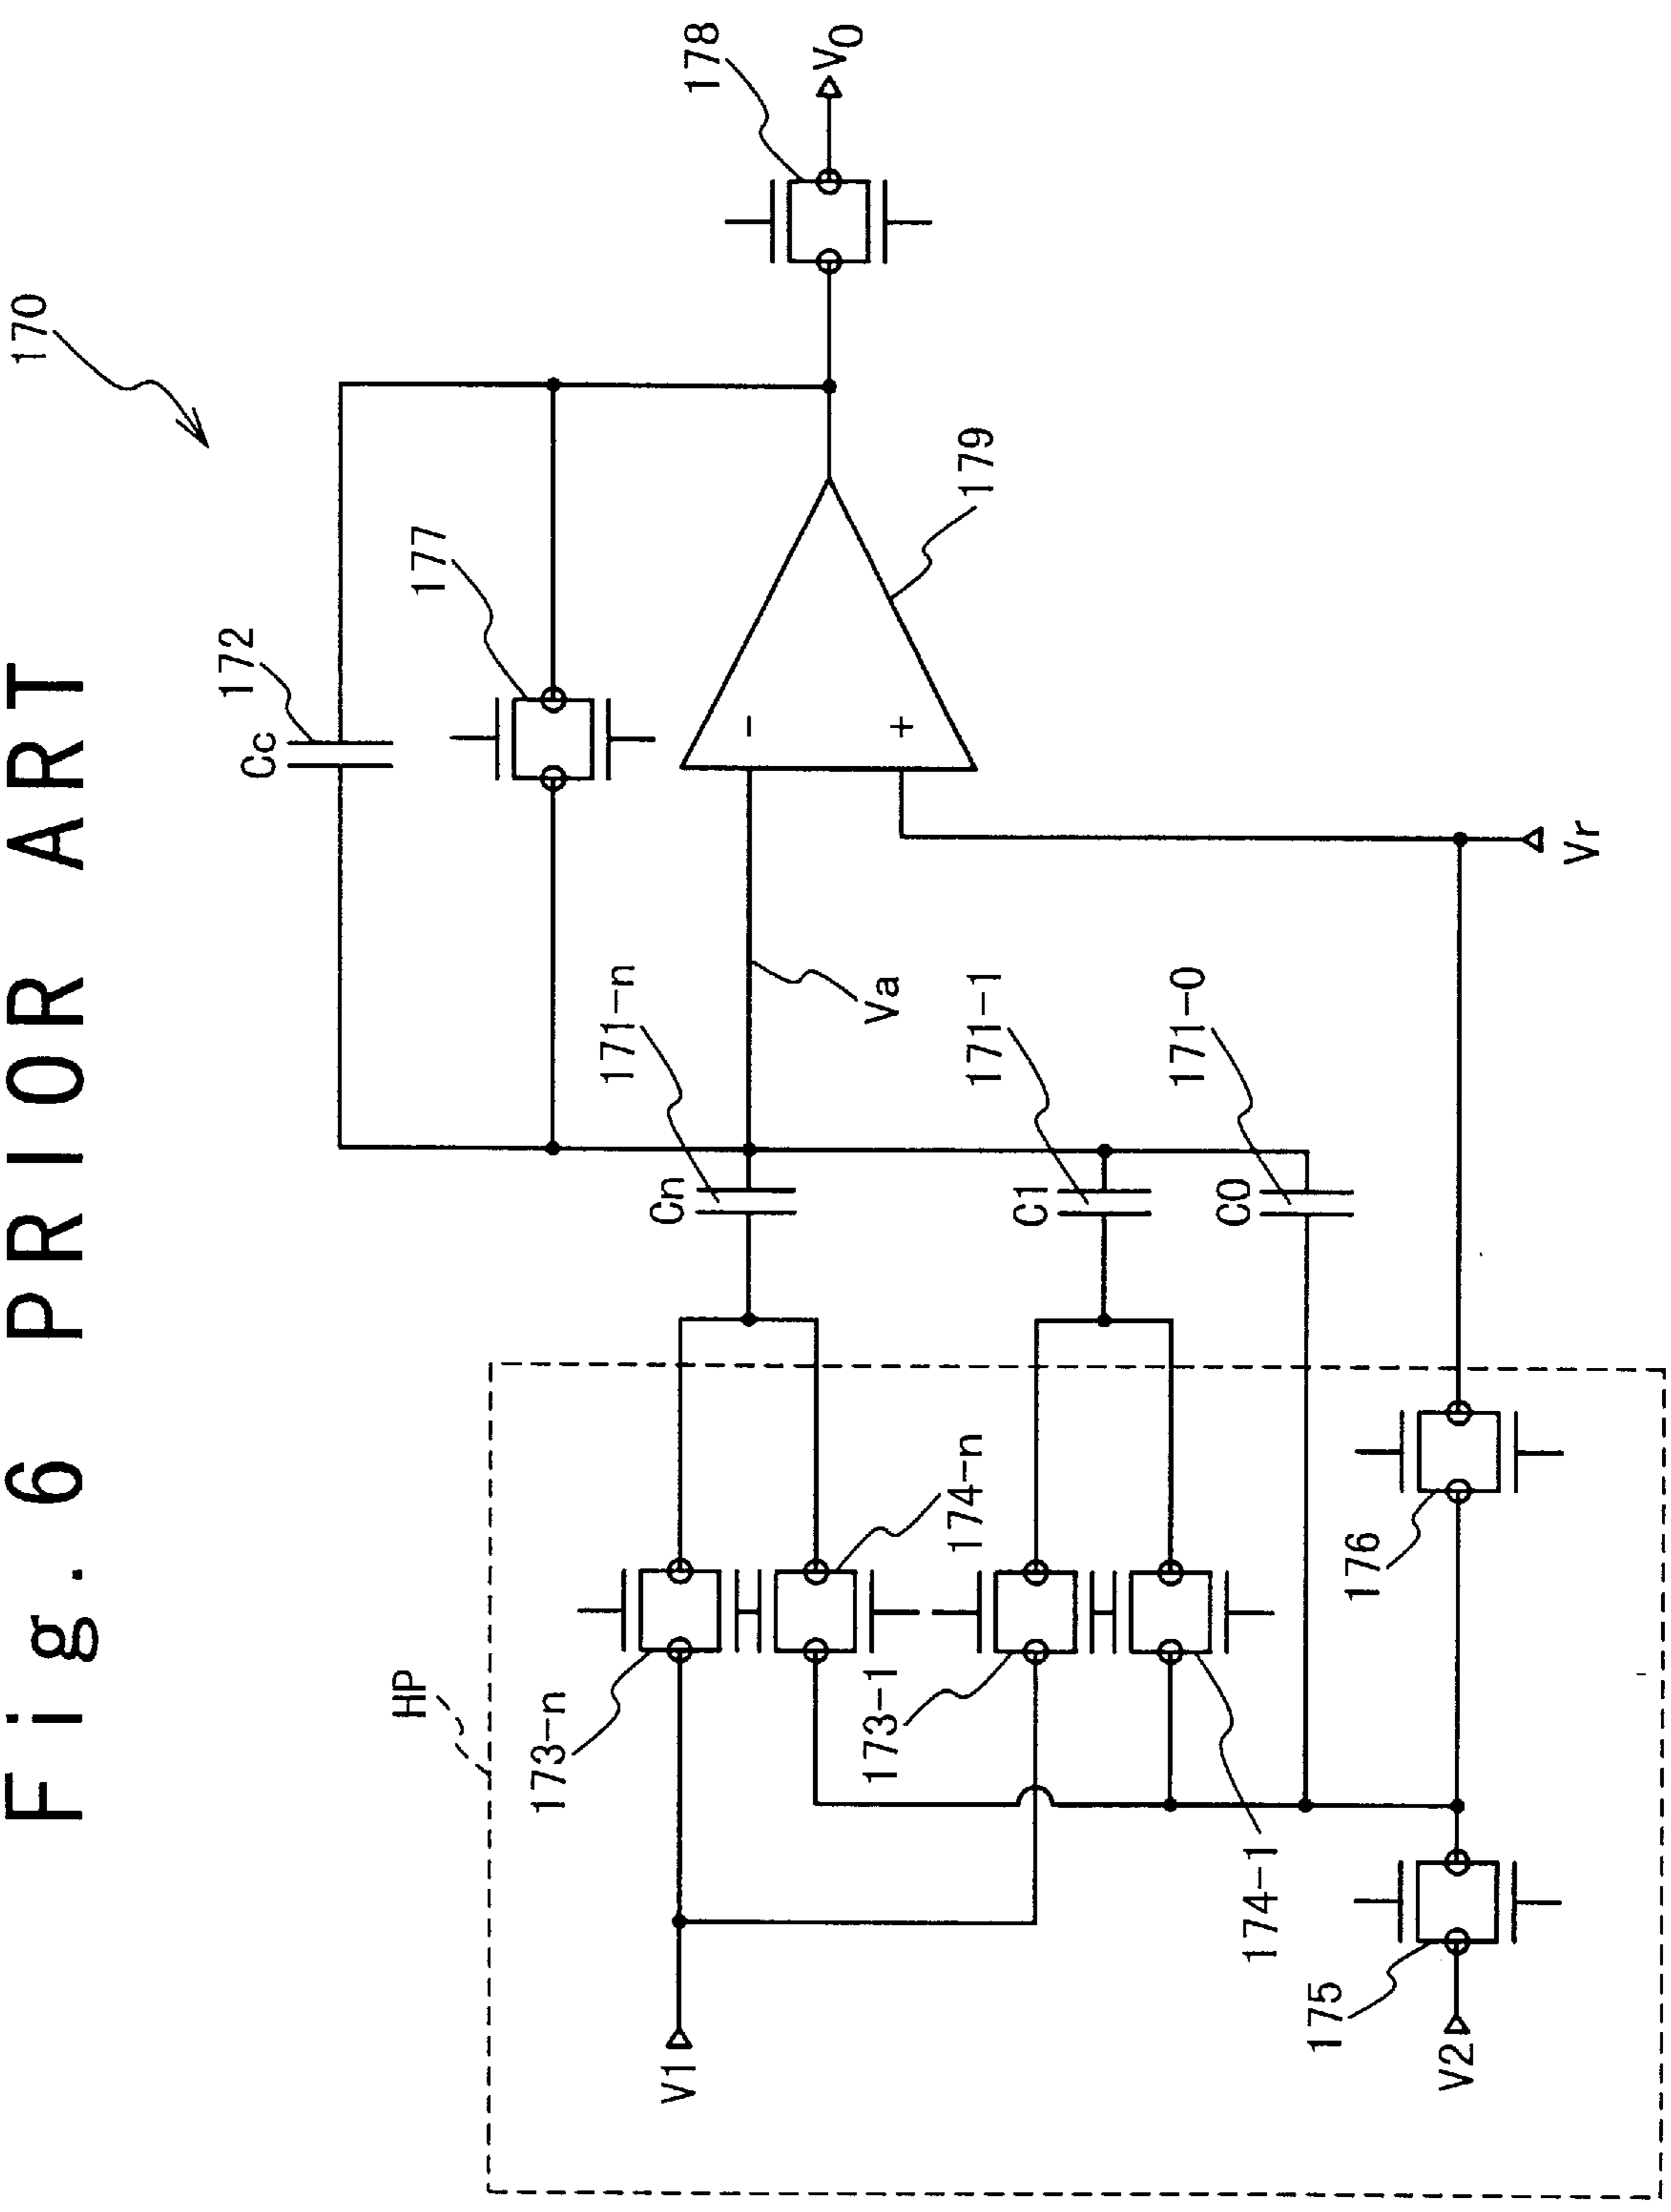 Fig. 6 PRIOR ART
170
172
Cc
177
178
VO
179
-
+
Va
Vr
171-n
Cn
171-1
C1
171-0
C0
HP
173-n
174-n
173-1
174-1
175
176
V1
V2